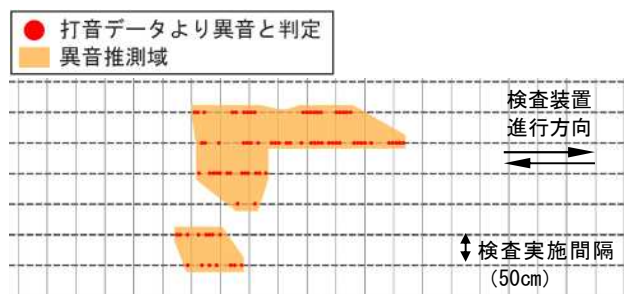 打音データより異音と判定
異音推測域
検査装置
進行方向
検査実施間隔
（50cm）